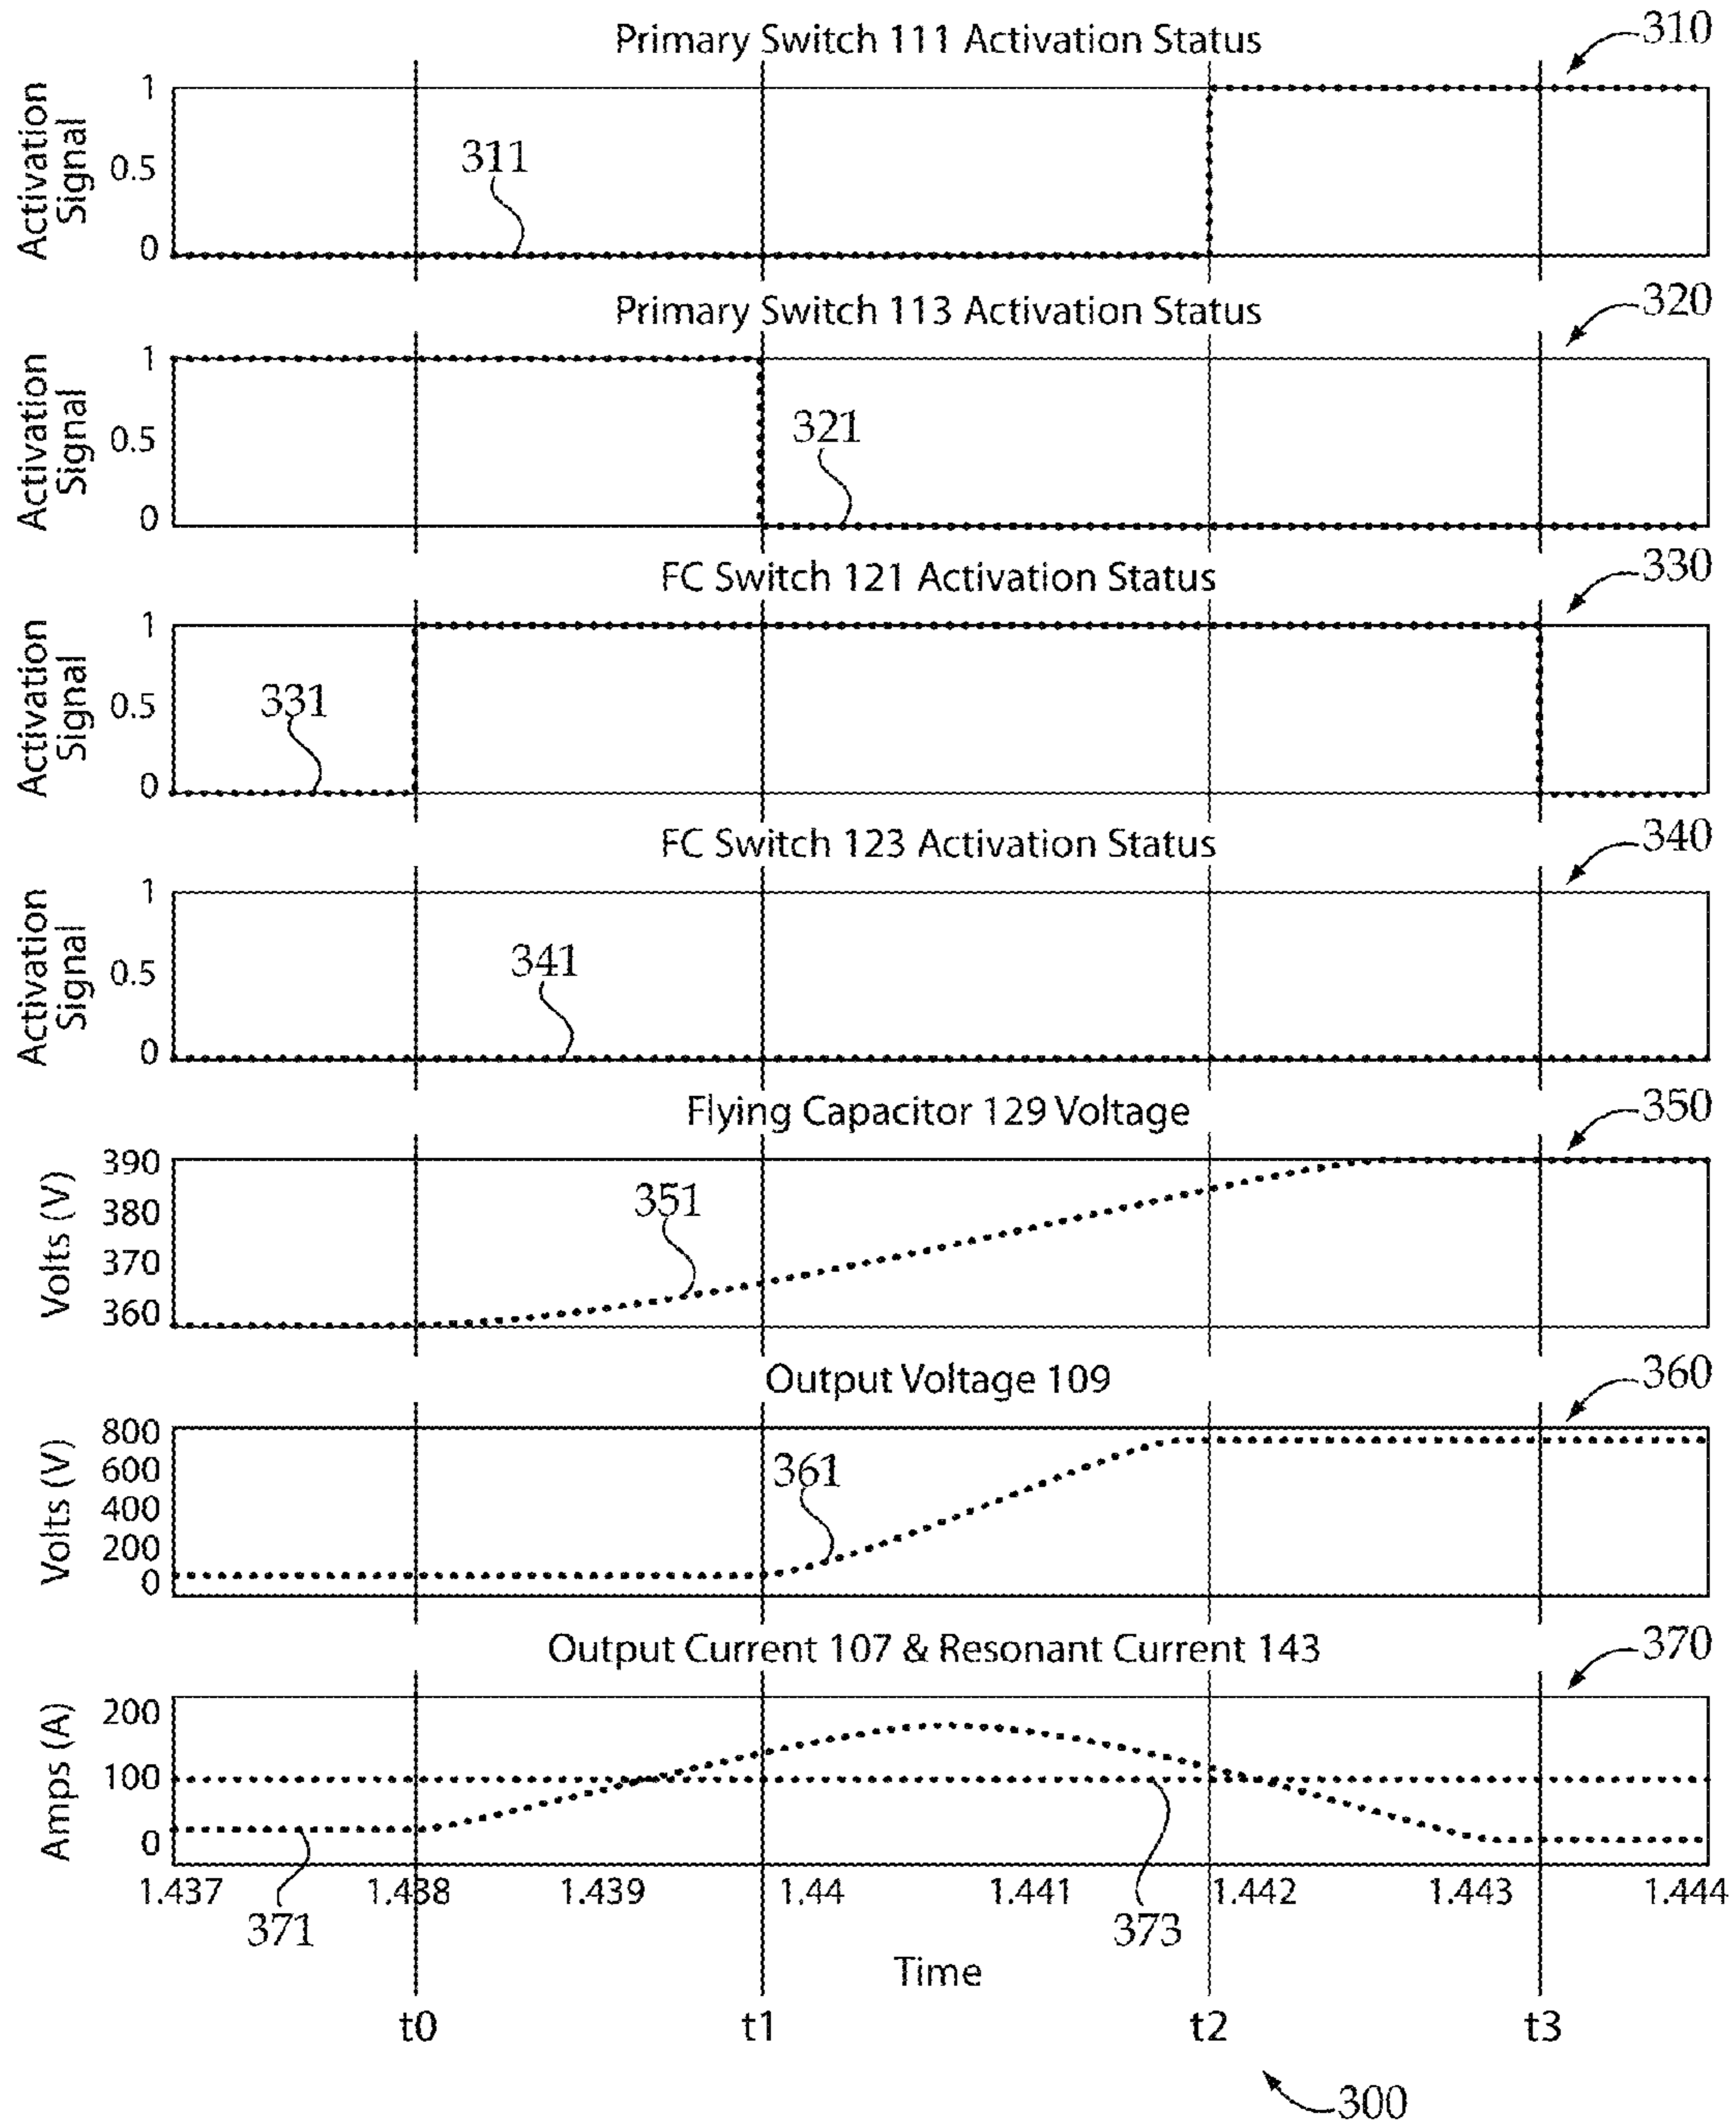 Primary Switch 111 Activation Status
310
Activation Signal
1
0.5
0
311
Primary Switch 113 Activation Status
320
Activation Signal
1
0.5
0
321
FC Switch 121 Activation Status
330
Activation Signal
1
0.5
0
331
FC Switch 123 Activation Status
340
Activation Signal
1
0.5
0
341
Flying Capacitor 129 Voltage
350
Volts (V)
390
380
370
360
351
Output Voltage 109
360
Volts (V)
800
600
400
200
0
361
Output Current 107 & Resonant Current 143
370
Amps (A)
200
100
0
1.437 1.438 1.439 1.44 1.441 1.442 1.443 1.444
371
373
Time
t0 t1 t2 t3
300